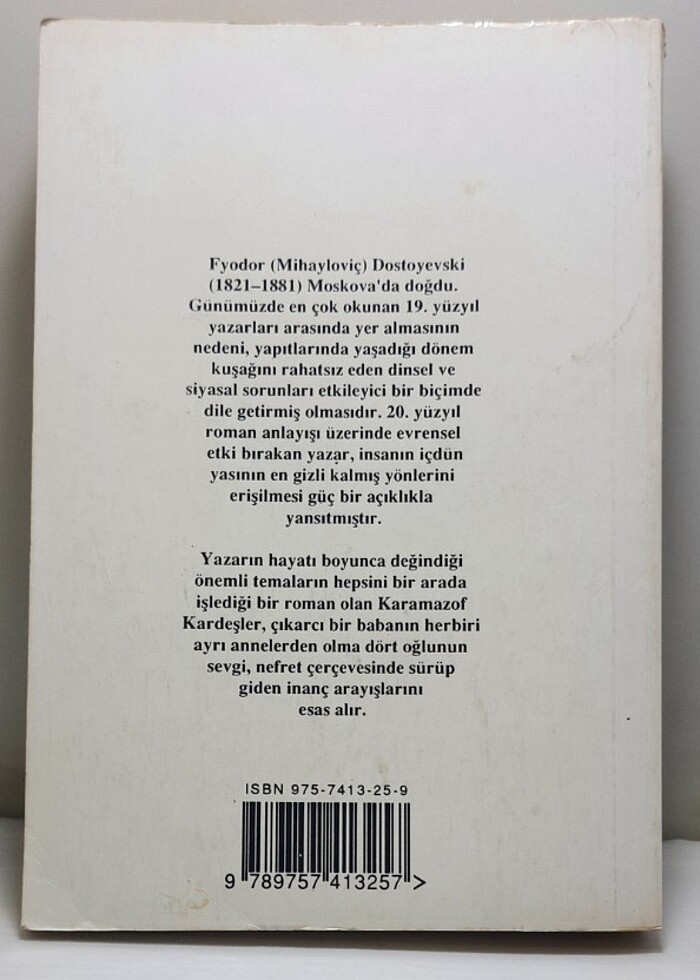 Fyodor (Mihayloviç) Dostoyevski
(1821–1881) Moskova'da doğdu.
Günümüzde en çok okunan 19. yüzyıl
yazarları arasında yer almasının
nedeni, yapıtlarında yaşadığı dönem
kuşağını rahatsız eden dinsel ve
siyasal sorunları etkileyici bir biçimde
dile getirmiş olmasıdır. 20. yüzyıl
roman anlayışı üzerinde evrensel
etki bırakan yazar, insanın içdün
yasının en gizli kalmış yönlerini
erişilmesi güç bir açıklıkla
yansıtmıştır.
Yazarın hayatı boyunca değindiği
önemli temaların hepsini bir arada
işlediği bir roman olan Karamazof
Kardeşler, çıkarcı bir babanın herbiri
ayrı annelerden olma dört oğlunun
sevgi, nefret çerçevesinde sürüp
giden inanç arayışlarını
esas alır.
ISBN 975-7413-25-9
9 789757 413257 >